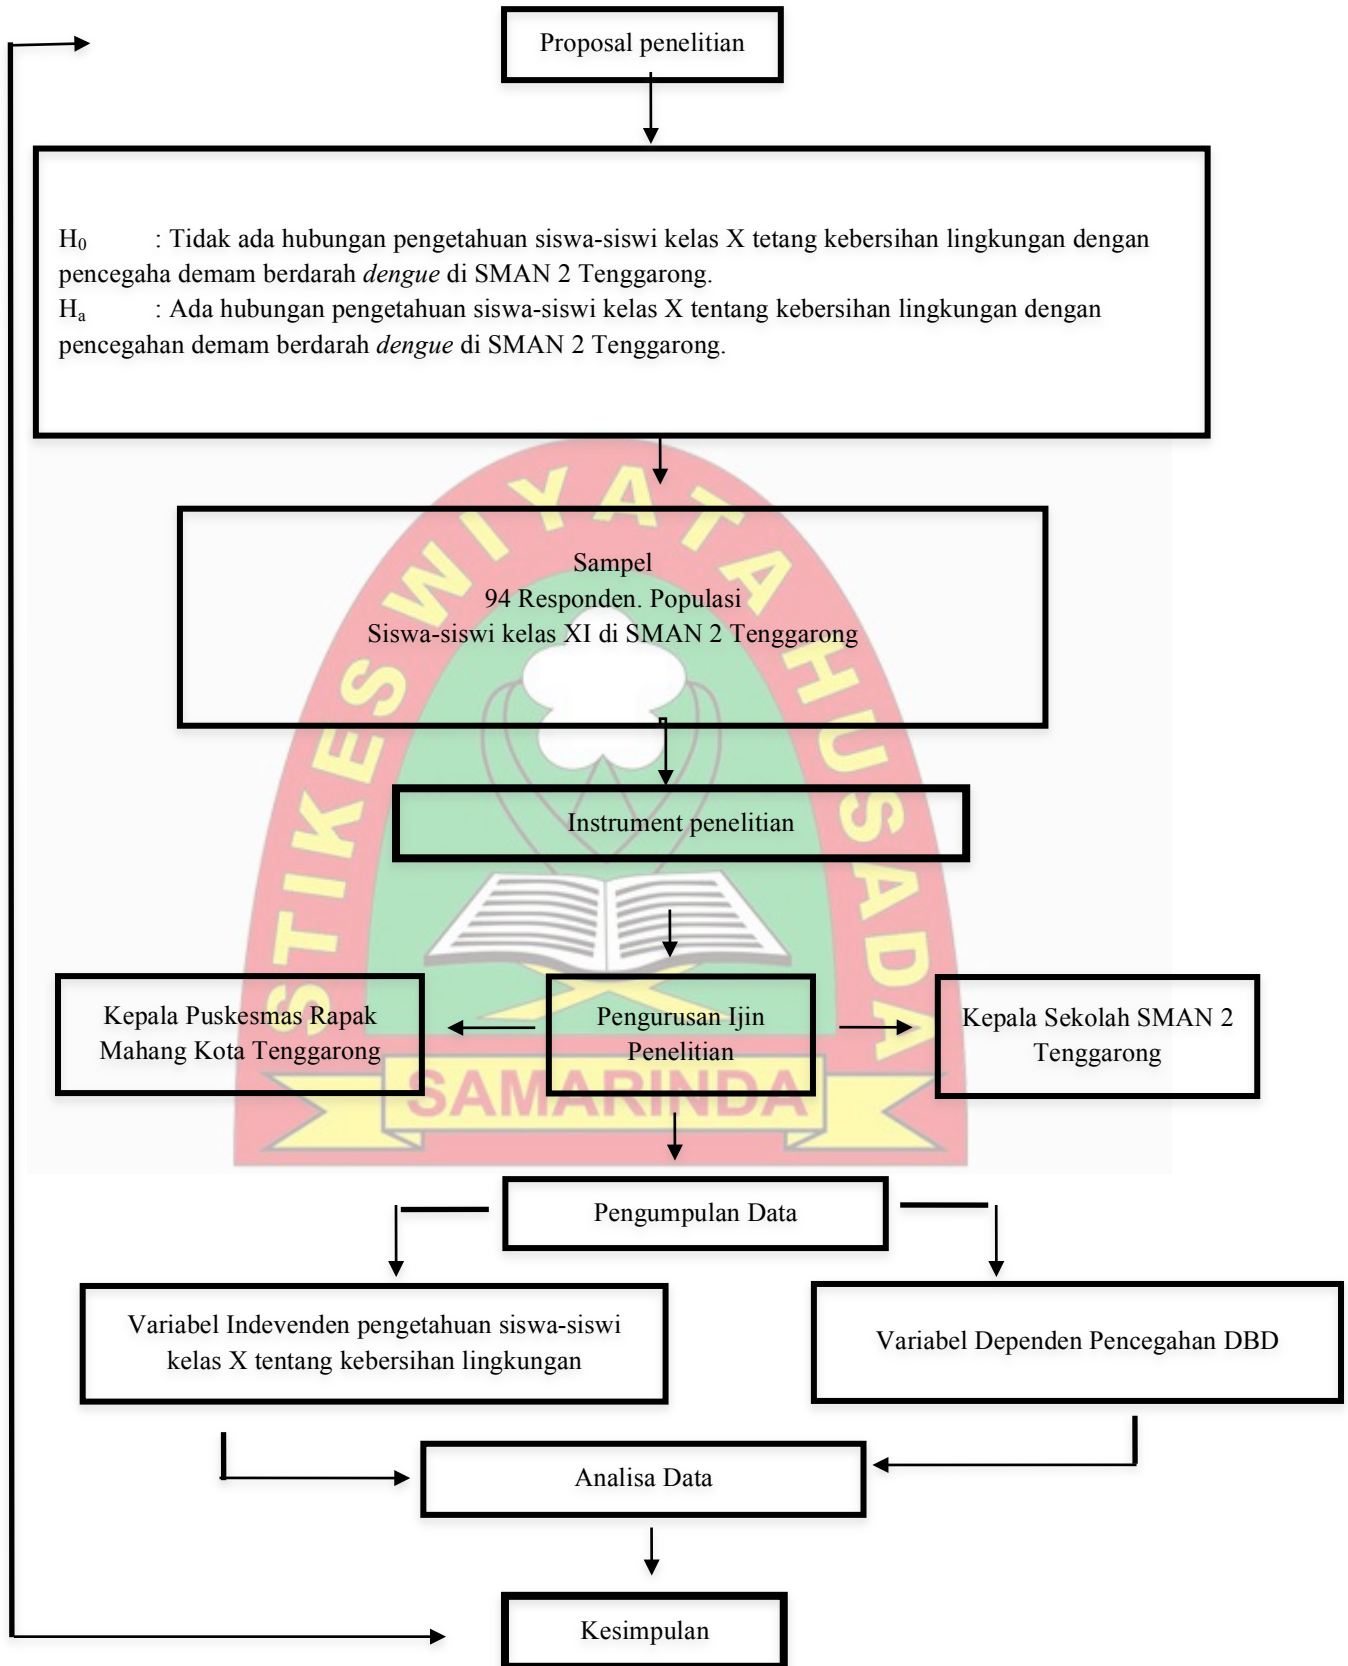 Proposal penelitian
H₀ : Tidak ada hubungan pengetahuan siswa-siswi kelas X tetang kebersihan lingkungan dengan
pencegaha demam berdarah dengue di SMAN 2 Tenggarong.
Hₐ : Ada hubungan pengetahuan siswa-siswi kelas X tentang kebersihan lingkungan dengan
pencegahan demam berdarah dengue di SMAN 2 Tenggarong.
STIKES WIYATA HUSADA
Sampel
94 Responden. Populasi
Siswa-siswi kelas XI di SMAN 2 Tenggarong
Instrument penelitian
Kepala Puskesmas Rapak
Mahang Kota Tenggarong
Pengurusan Ijin
Penelitian
Kepala Sekolah SMAN 2
Tenggarong
SAMARINDA
Pengumpulan Data
Variabel Indevenden pengetahuan siswa-siswi
kelas X tentang kebersihan lingkungan
Variabel Dependen Pencegahan DBD
Analisa Data
Kesimpulan